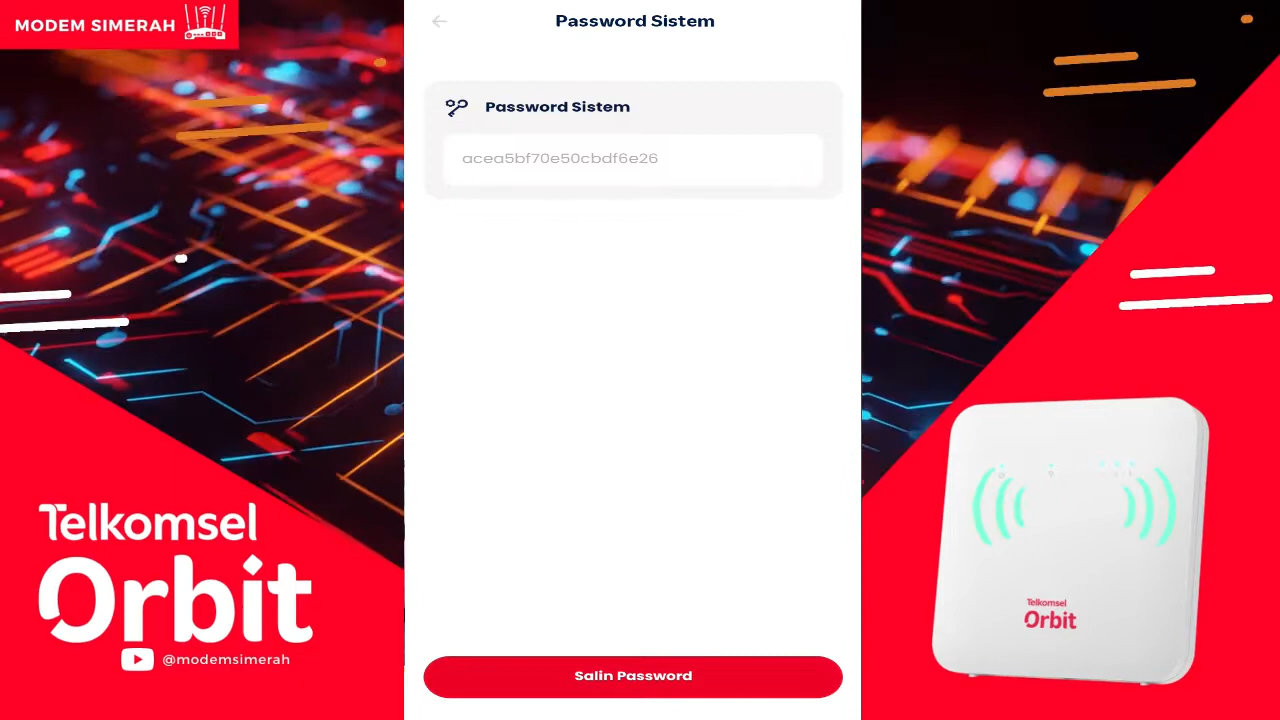 MODEM SIMERAH
Password Sistem
Password Sistem
acea5bf70e50cbdf6e26
Salin Password
Telkomsel
Orbit
@modemsimerah
Telkomsel
Orbit